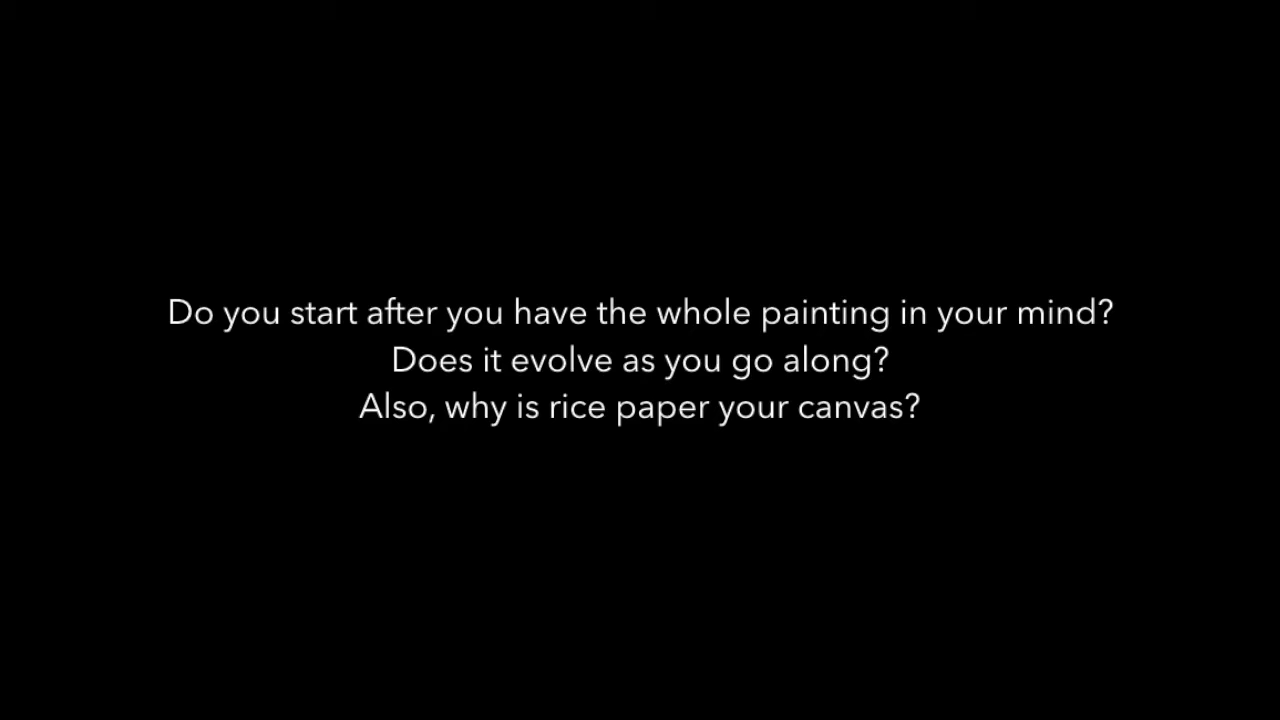 Do you start after you have the whole painting in your mind?
Does it evolve as you go along?
Also, why is rice paper your canvas?